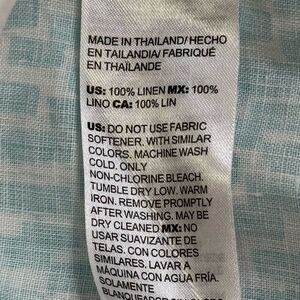 MADE IN THAILAND/ HECHO
EN TAILANDIA/ FABRIQUÉ
EN THAÏLANDE
US: 100% LINEN MX: 100%
LINO CA: 100% LIN
US: DO NOT USE FABRIC
SOFTENER. WITH SIMILAR
COLORS. MACHINE WASH
COLD. ONLY
NON-CHLORINE BLEACH.
TUMBLE DRY LOW. WARM
IRON. REMOVE PROMPTLY
AFTER WASHING. MAY BE
DRY CLEANED MX: NO
USAR SUAVIZANTE DE
TELAS. CON COLORES
SIMILARES. LAVAR A
MÁQUINA CON AGUA FRÍA.
SOLAMENTE
BLANQUEADOR SIN